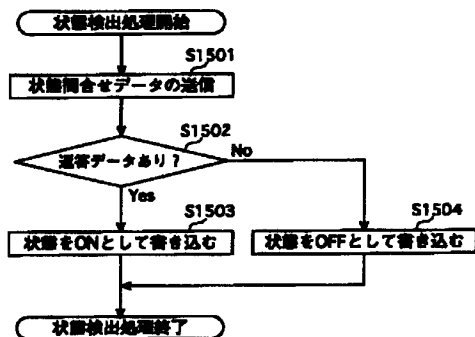 状態検出処理開始
S1501
状態問合せデータの送信
S1502
返答データあり?
No
Yes
S1503
S1504
状態をONとして書き込む
状態をOFFとして書き込む
状態検出処理終了